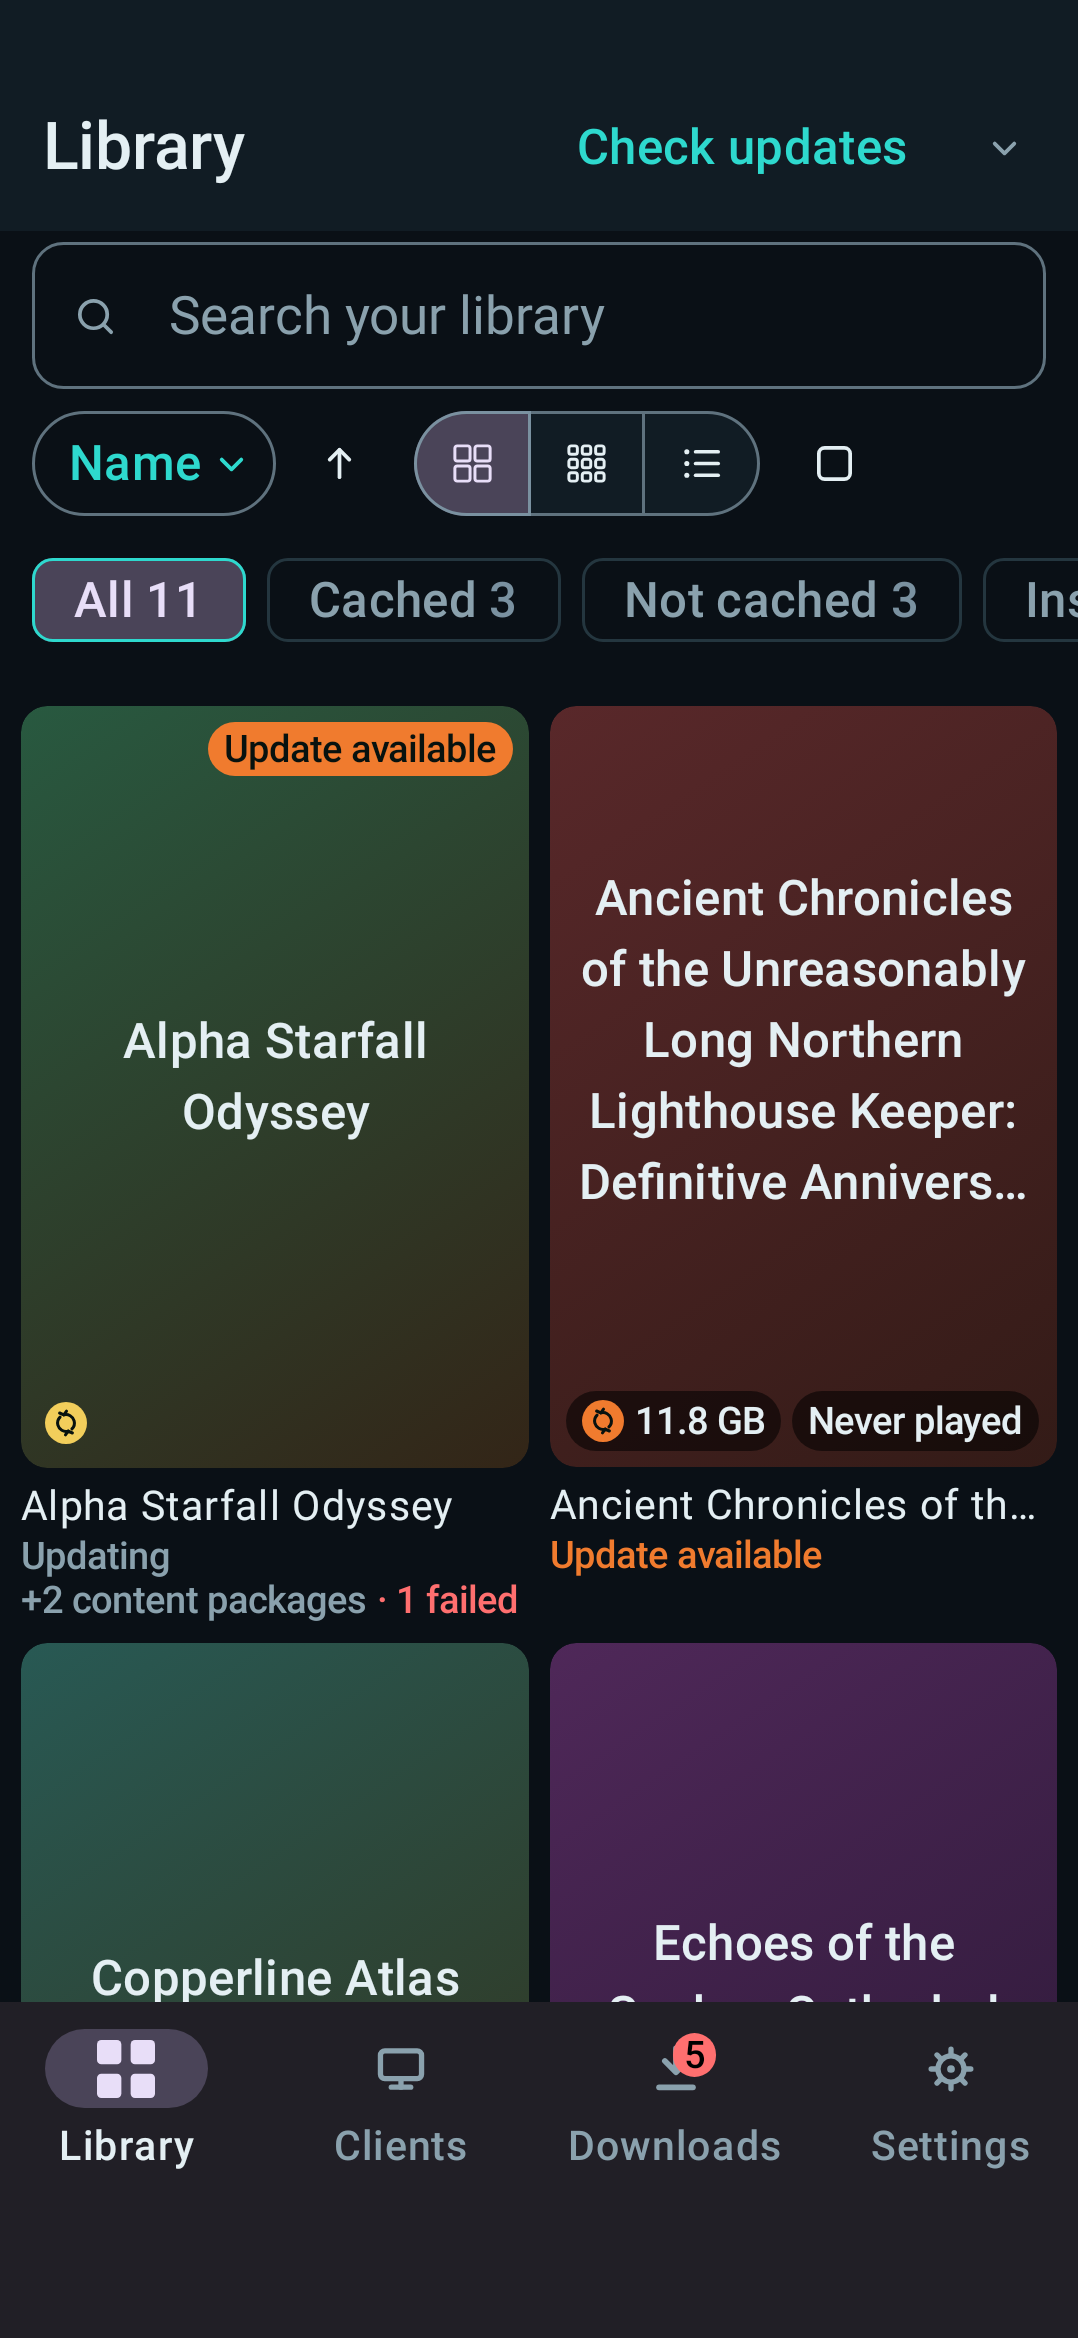 Library
Check updates
Search your library
Name
All 11
Cached 3
Not cached 3
Update available
Alpha Starfall
Odyssey
Ancient Chronicles
of the Unreasonably
Long Northern
Lighthouse Keeper:
Definitive Annivers...
11.8 GB
Never played
Alpha Starfall Odyssey
Updating
+2 content packages · 1 failed
Ancient Chronicles of th...
Update available
Copperline Atlas
Echoes of the
5
Library
Clients
Downloads
Settings